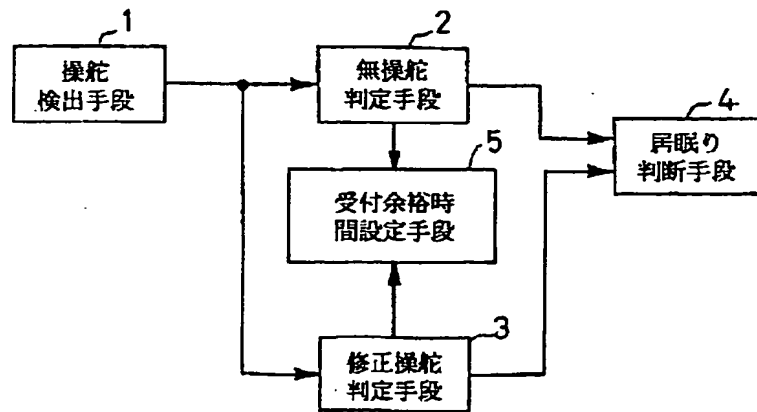 1
操舵
検出手段
2
無操舵
判定手段
4
居眠り
判断手段
5
受付余裕時
間設定手段
3
修正操舵
判定手段